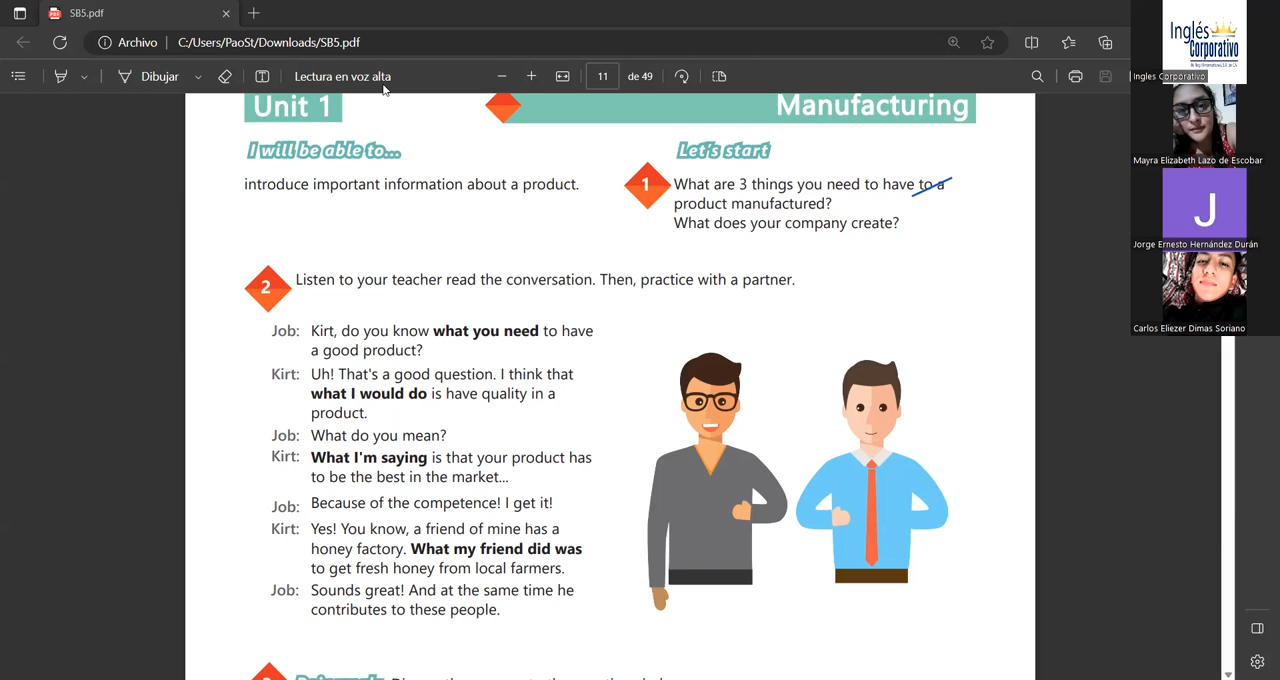 SB5.pdf
Archivo
C:/Users/PaoSt/Downloads/SB5.pdf
Dibujar
Lectura en voz alta
11
de 49
Unit 1
Manufacturing
I will be able to...
introduce important information about a product.
Let's start
1
What are 3 things you need to have to a
product manufactured?
What does your company create?
2
Listen to your teacher read the conversation. Then, practice with a partner.
Job: Kirt, do you know what you need to have
a good product?
Kirt: Uh! That's a good question. I think that
what I would do is have quality in a
product.
Job: What do you mean?
Kirt: What I'm saying is that your product has
to be the best in the market...
Job: Because of the competence! I get it!
Kirt: Yes! You know, a friend of mine has a
honey factory. What my friend did was
to get fresh honey from local farmers.
Job: Sounds great! And at the same time he
contributes to these people.
Inglés
Corporativo
Ingles Corporativo
Mayra Elizabeth Lazo de Escobar
J
Jorge Ernesto Hernández Durán
Carlos Eliezer Dimas Soriano